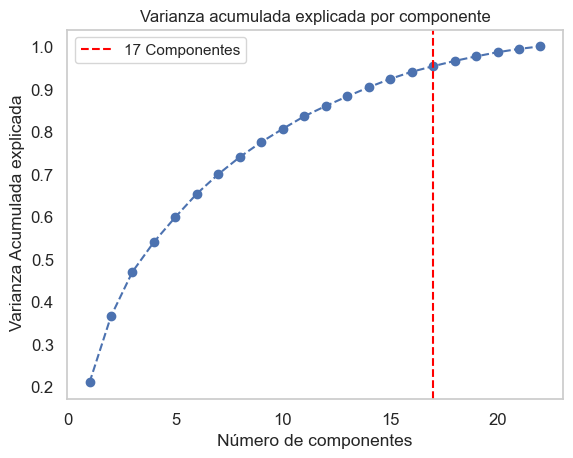 Varianza acumulada explicada por componente
17 Componentes
Varianza Acumulada explicada
1.0
0.9
0.8
0.7
0.6
0.5
0.4
0.3
0.2
0 5 10 15 20
Número de componentes